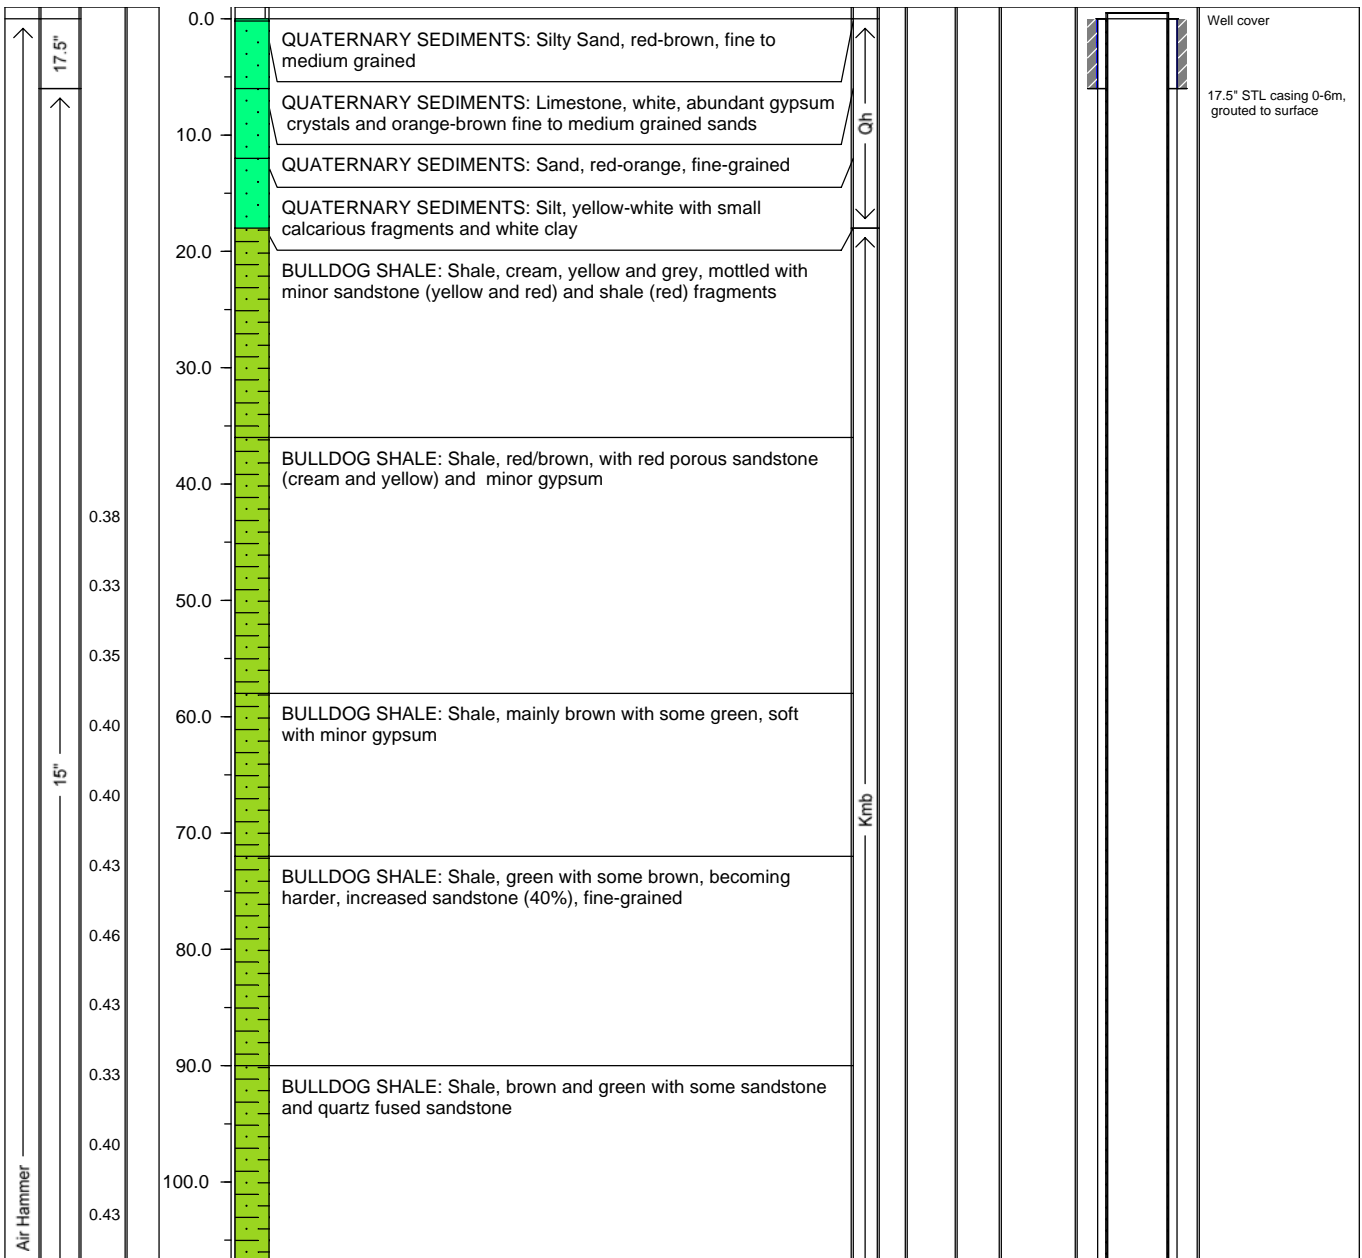 0.0
17.5"
QUATERNARY SEDIMENTS: Silty Sand, red-brown, fine to
medium grained
Well cover
17.5" STL casing 0-6m,
grouted to surface
QUATERNARY SEDIMENTS: Limestone, white, abundant gypsum
crystals and orange-brown fine to medium grained sands
10.0
Qh
QUATERNARY SEDIMENTS: Sand, red-orange, fine-grained
QUATERNARY SEDIMENTS: Silt, yellow-white with small
calcarious fragments and white clay
20.0
BULLDOG SHALE: Shale, cream, yellow and grey, mottled with
minor sandstone (yellow and red) and shale (red) fragments
30.0
BULLDOG SHALE: Shale, red/brown, with red porous sandstone
(cream and yellow) and minor gypsum
40.0
0.38
0.33
50.0
0.35
BULLDOG SHALE: Shale, mainly brown with some green, soft
with minor gypsum
60.0
0.40
15"
0.40
Kmb
70.0
0.43
BULLDOG SHALE: Shale, green with some brown, becoming
harder, increased sandstone (40%), fine-grained
0.46
80.0
0.43
90.0
0.33
BULLDOG SHALE: Shale, brown and green with some sandstone
and quartz fused sandstone
0.40
100.0
Air Hammer
0.43